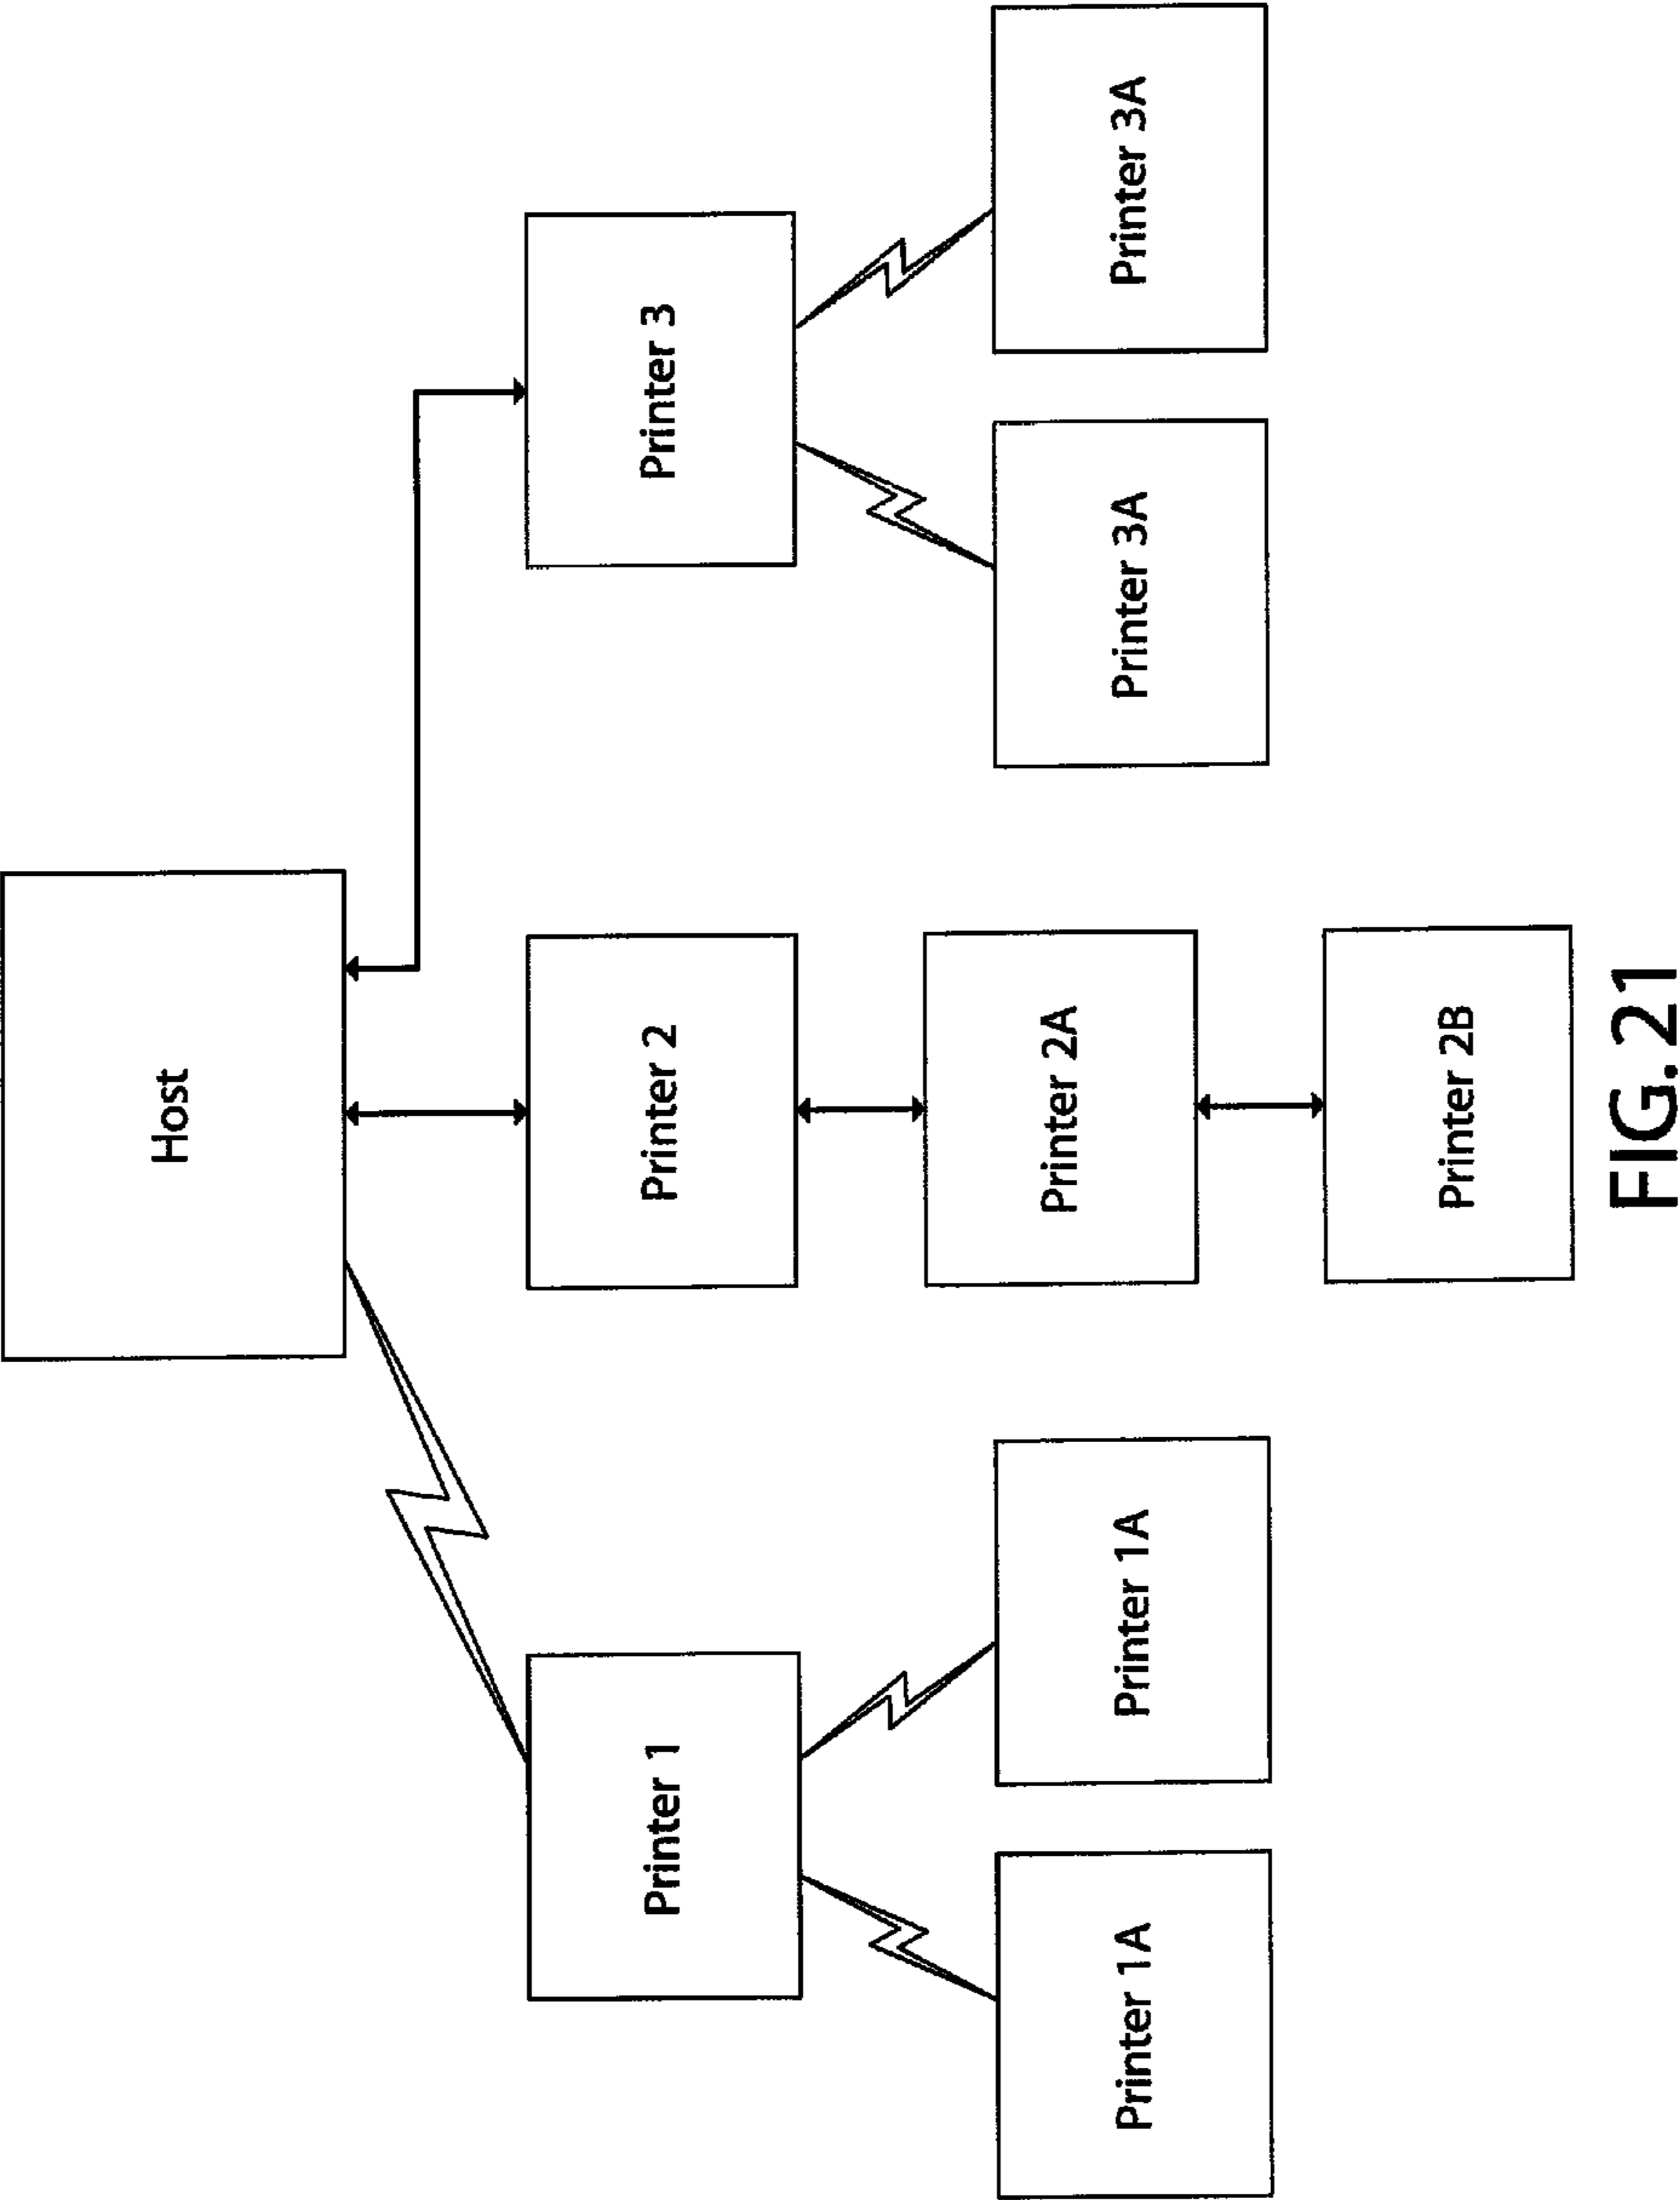 Host
Printer 1
Printer 2
Printer 3
Printer 2A
Printer 1A
Printer 1A
Printer 3A
Printer 3A
Printer 2B
FIG. 21